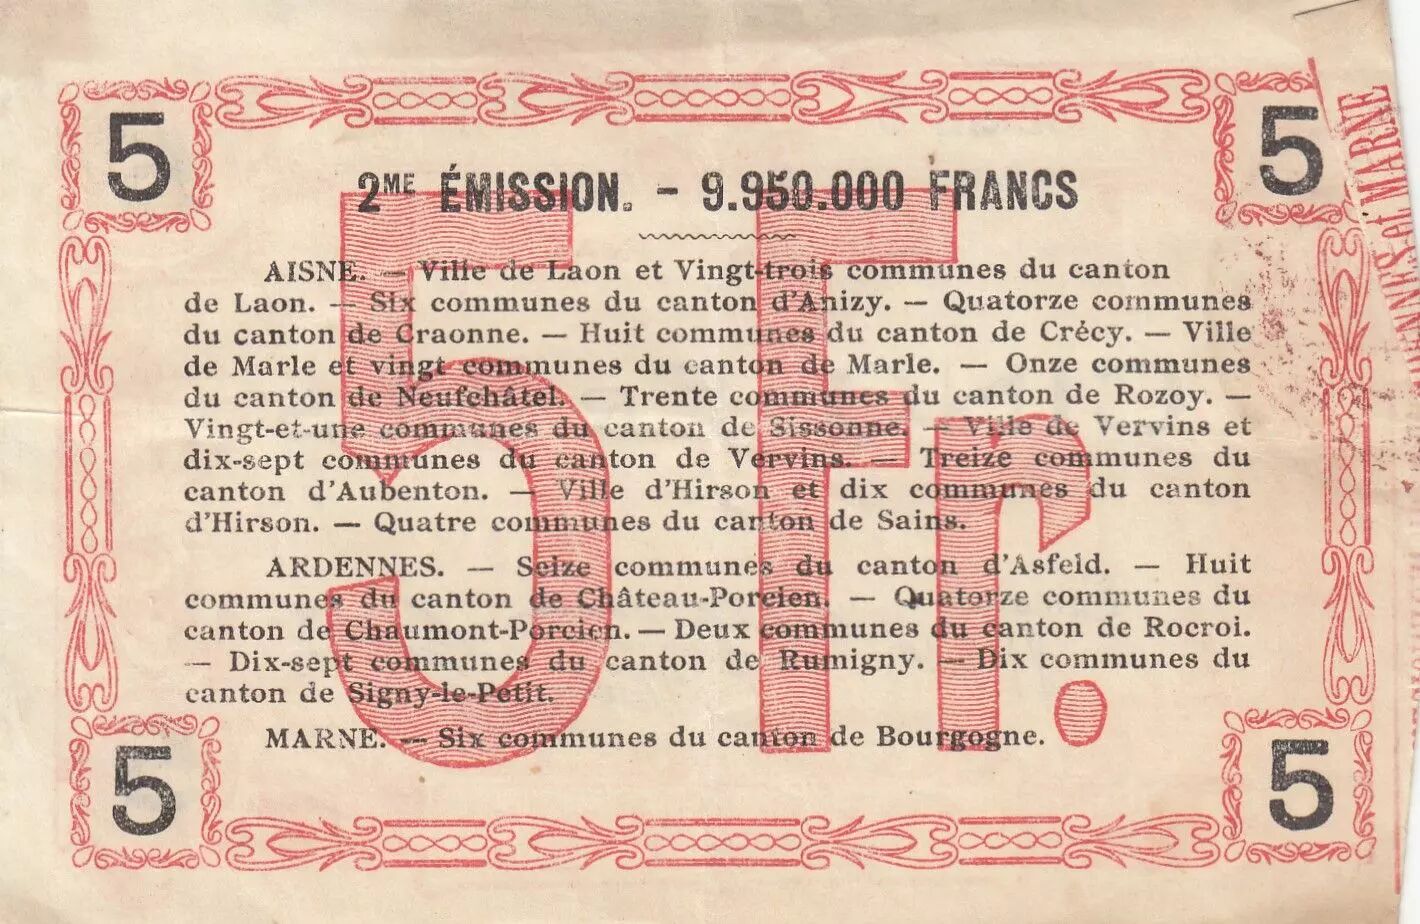 5
5
2ME ÉMISSION. - 9.950.000 FRANCS
AISNE. — Ville de Laon et Vingt-trois communes du canton
de Laon. — Six communes du canton d'Anizy. — Quatorze communes
du canton de Craonne. — Huit communes du canton de Crécy. — Ville
de Marle et vingt communes du canton de Marle. — Onze communes
du canton de Neufchâtel. — Trente communes du canton de Rozoy. —
Vingt-et-une communes du canton de Sissonne. — Ville de Vervins et
dix-sept communes du canton de Vervins. — Treize communes du
canton d'Aubenton. — Ville d'Hirson et dix communes du canton
d'Hirson. — Quatre communes du canton de Sains.
ARDENNES. — Seize communes du canton d'Asfeld. — Huit
communes du canton de Château-Porcien. — Quatorze communes du
canton de Chaumont-Porcien. — Deux communes du canton de Rocroi.
— Dix-sept communes du canton de Rumigny. — Dix communes du
canton de Signy-le-Petit.
MARNE. — Six communes du canton de Bourgogne.
5 Fr.
5
5
et MARNE